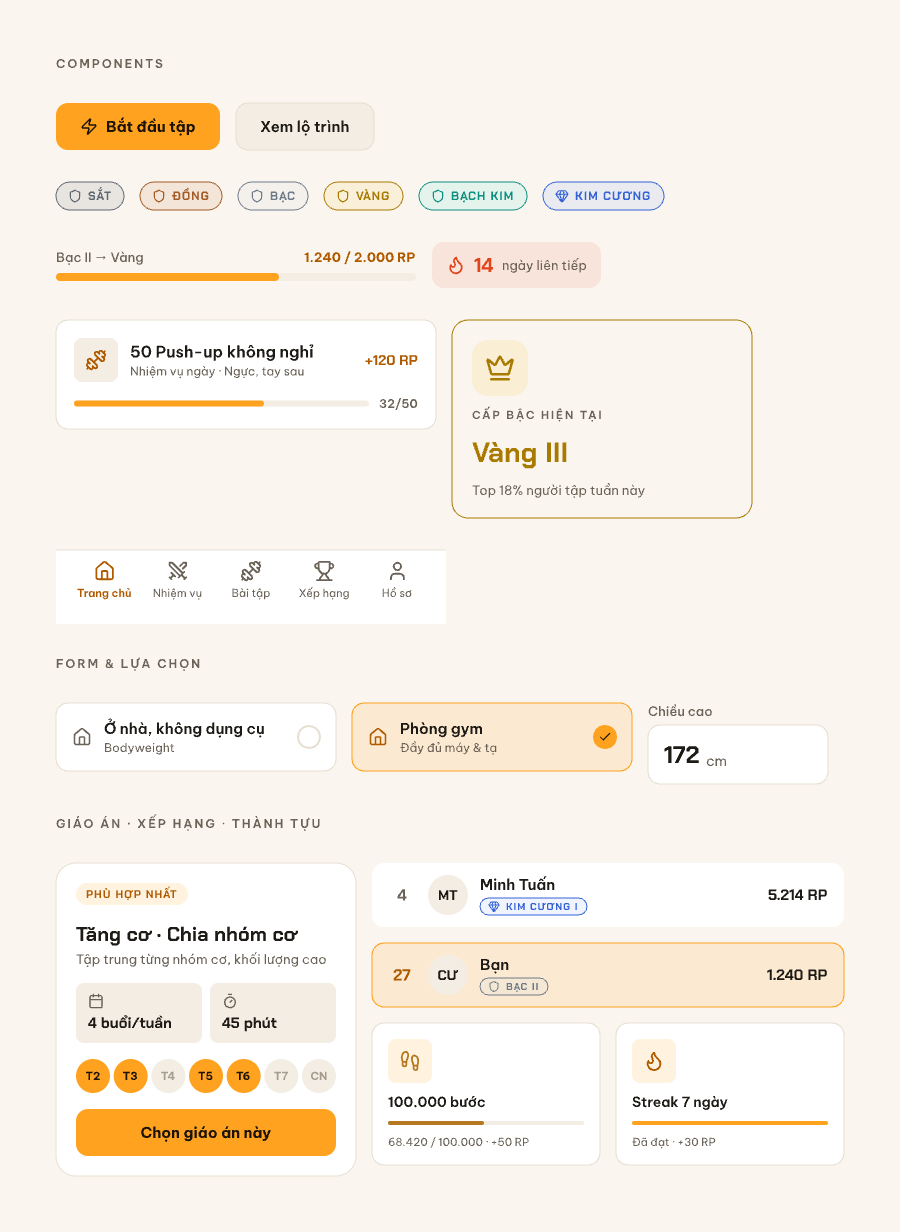 COMPONENTS
Bắt đầu tập
Xem lộ trình
SẮT
ĐỒNG
BẠC
VÀNG
BẠCH KIM
KIM CƯƠNG
Bạc II → Vàng
1.240 / 2.000 RP
14 ngày liên tiếp
50 Push-up không nghỉ
Nhiệm vụ ngày · Ngực, tay sau
+120 RP
32/50
CẤP BẬC HIỆN TẠI
Vàng III
Top 18% người tập tuần này
Trang chủ
Nhiệm vụ
Bài tập
Xếp hạng
Hồ sơ
FORM & LỰA CHỌN
Ở nhà, không dụng cụ
Bodyweight
Phòng gym
Đầy đủ máy & tạ
Chiều cao
172 cm
GIÁO ÁN · XẾP HẠNG · THÀNH TỰU
PHÙ HỢP NHẤT
Tăng cơ · Chia nhóm cơ
Tập trung từng nhóm cơ, khối lượng cao
4 buổi/tuần
45 phút
T2 T3 T4 T5 T6 T7 CN
Chọn giáo án này
4
MT
Minh Tuấn
KIM CƯƠNG I
5.214 RP
27
CƯ
Bạn
BẠC II
1.240 RP
100.000 bước
68.420 / 100.000 · +50 RP
Streak 7 ngày
Đã đạt · +30 RP